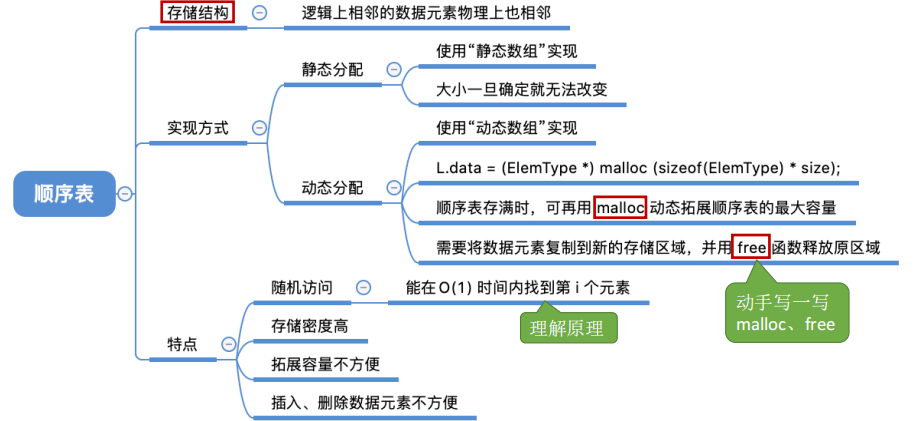 存储结构
逻辑上相邻的数据元素物理上也相邻
使用“静态数组”实现
静态分配
大小一旦确定就无法改变
实现方式
使用“动态数组”实现
L.data = (ElemType *) malloc (sizeof(ElemType) * size);
顺序表
动态分配
顺序表存满时，可再用 malloc 动态拓展顺序表的最大容量
需要将数据元素复制到新的存储区域，并用 free 函数释放原区域
随机访问
能在 O(1) 时间内找到第 i 个元素
动手写一写
malloc、free
理解原理
存储密度高
特点
拓展容量不方便
插入、删除数据元素不方便